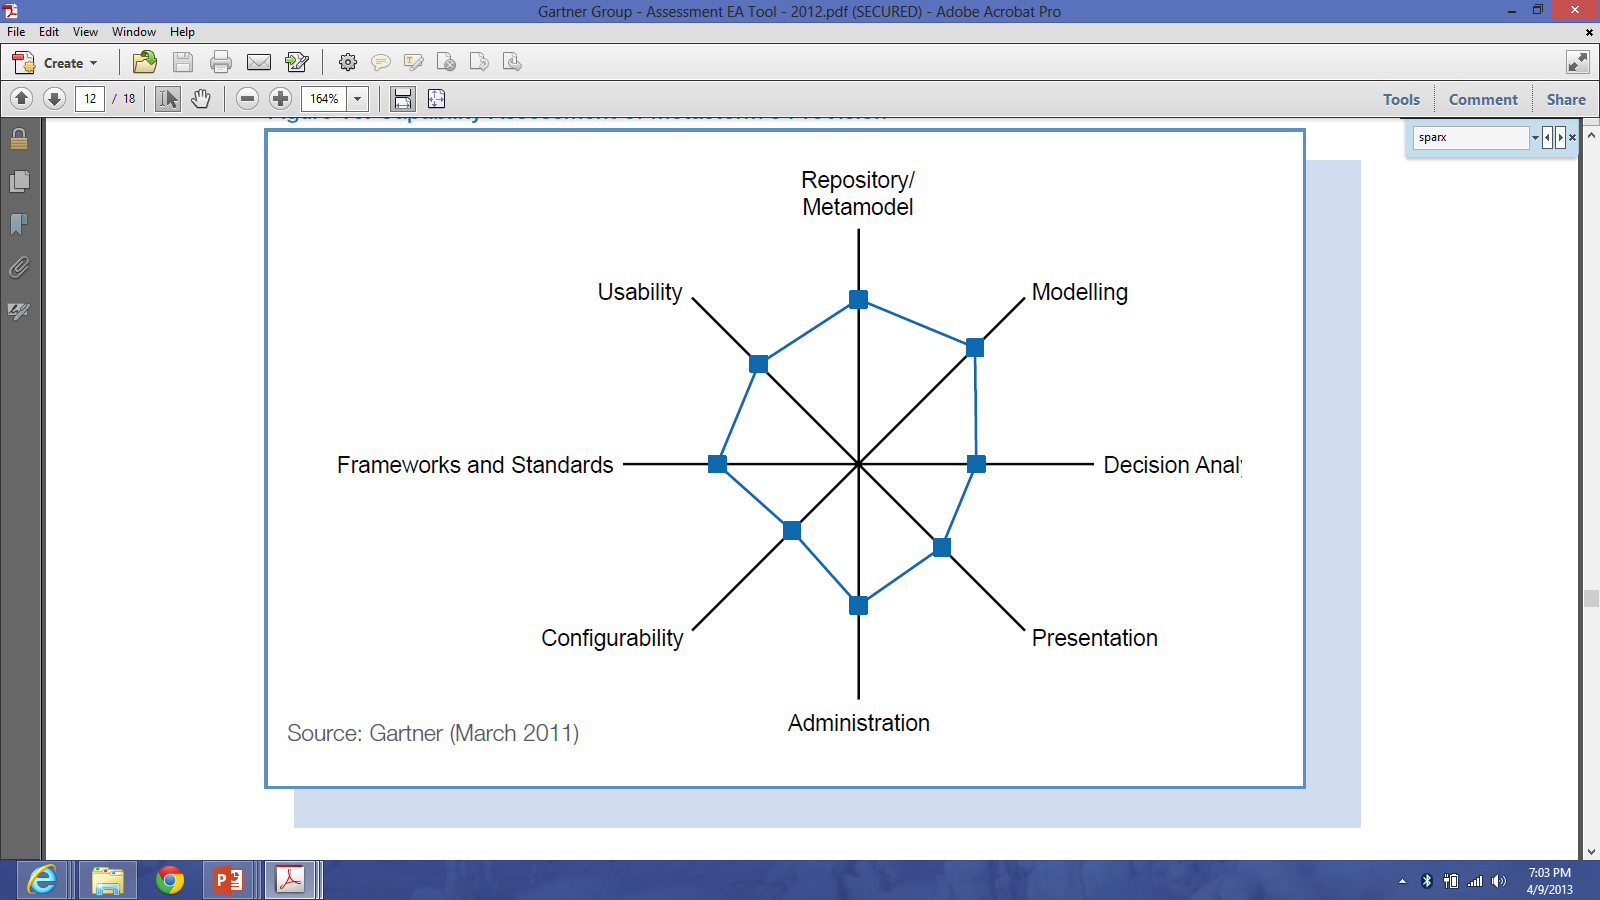 Gartner Group - Assessment EA Tool - 2012.pdf (SECURED) - Adobe Acrobat Pro
File Edit View Window Help
Create
12 / 18 164% Tools Comment Share
sparx
Repository/
Metamodel
Usability
Modelling
Frameworks and Standards
Decision Anal
Configurability
Presentation
Administration
Source: Gartner (March 2011)
7:03 PM
4/9/2013